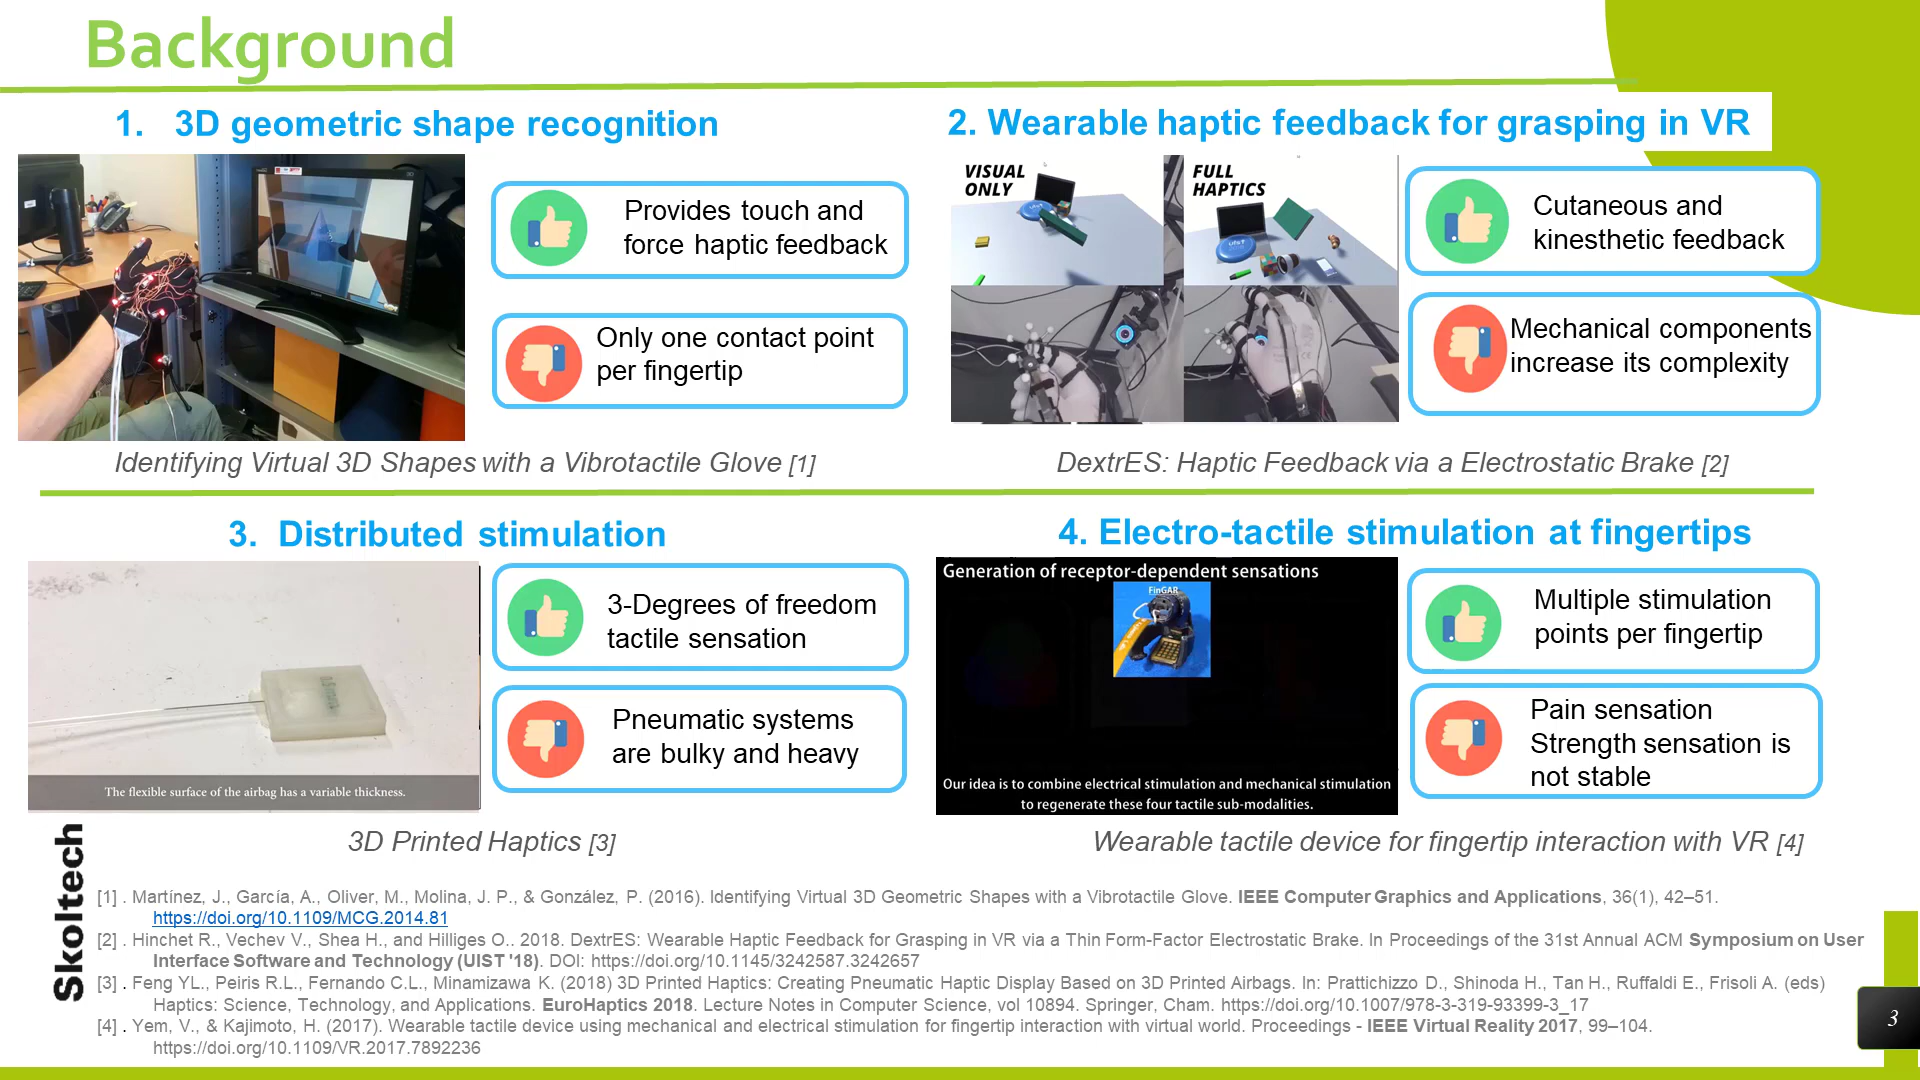 Background
1. 3D geometric shape recognition
Provides touch and
force haptic feedback
Only one contact point
per fingertip
Identifying Virtual 3D Shapes with a Vibrotactile Glove [1]
2. Wearable haptic feedback for grasping in VR
VISUAL
ONLY
FULL
HAPTICS
Cutaneous and
kinesthetic feedback
Mechanical components
increase its complexity
DextrES: Haptic Feedback via a Electrostatic Brake [2]
3. Distributed stimulation
3-Degrees of freedom
tactile sensation
Pneumatic systems
are bulky and heavy
The flexible surface of the airbag has a variable thickness.
3D Printed Haptics [3]
4. Electro-tactile stimulation at fingertips
Generation of receptor-dependent sensations
FinGAR
Our idea is to combine electrical stimulation and mechanical stimulation
to regenerate these four tactile sub-modalities.
Multiple stimulation
points per fingertip
Pain sensation
Strength sensation is
not stable
Wearable tactile device for fingertip interaction with VR [4]
Skoltech
[1] . Martínez, J., García, A., Oliver, M., Molina, J. P., & González, P. (2016). Identifying Virtual 3D Geometric Shapes with a Vibrotactile Glove. IEEE Computer Graphics and Applications, 36(1), 42–51.
https://doi.org/10.1109/MCG.2014.81
[2] . Hinchet R., Vechev V., Shea H., and Hilliges O.. 2018. DextrES: Wearable Haptic Feedback for Grasping in VR via a Thin Form-Factor Electrostatic Brake. In Proceedings of the 31st Annual ACM Symposium on User
Interface Software and Technology (UIST '18). DOI: https://doi.org/10.1145/3242587.3242657
[3] . Feng YL., Peiris R.L., Fernando C.L., Minamizawa K. (2018) 3D Printed Haptics: Creating Pneumatic Haptic Display Based on 3D Printed Airbags. In: Prattichizzo D., Shinoda H., Tan H., Ruffaldi E., Frisoli A. (eds)
Haptics: Science, Technology, and Applications. EuroHaptics 2018. Lecture Notes in Computer Science, vol 10894. Springer, Cham. https://doi.org/10.1007/978-3-319-93399-3_17
[4] . Yem, V., & Kajimoto, H. (2017). Wearable tactile device using mechanical and electrical stimulation for fingertip interaction with virtual world. Proceedings - IEEE Virtual Reality 2017, 99–104.
https://doi.org/10.1109/VR.2017.7892236
3